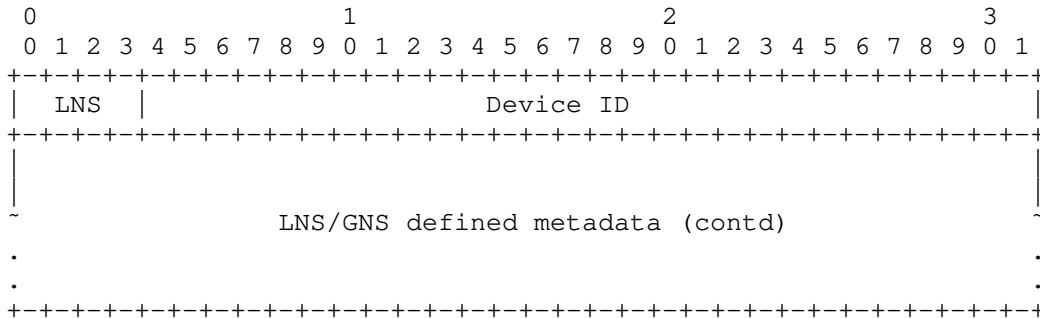 0                   1                   2                   3
 0 1 2 3 4 5 6 7 8 9 0 1 2 3 4 5 6 7 8 9 0 1 2 3 4 5 6 7 8 9 0 1
+-+-+-+-+-+-+-+-+-+-+-+-+-+-+-+-+-+-+-+-+-+-+-+-+-+-+-+-+-+-+-+-+
|  LNS  |                     Device ID                         |
+-+-+-+-+-+-+-+-+-+-+-+-+-+-+-+-+-+-+-+-+-+-+-+-+-+-+-+-+-+-+-+-+
|                                                               |
|                                                               |
~                LNS/GNS defined metadata (contd)               ~
.                                                               .
.                                                               .
+-+-+-+-+-+-+-+-+-+-+-+-+-+-+-+-+-+-+-+-+-+-+-+-+-+-+-+-+-+-+-+-+